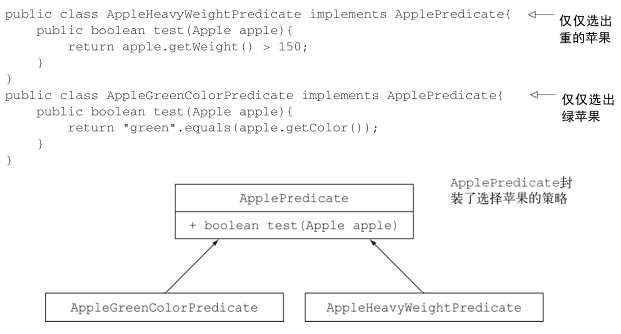 public class AppleHeavyWeightPredicate implements ApplePredicate{
仅仅选出
重的苹果
public boolean test(Apple apple){
return apple.getWeight() > 150;
}
}
public class AppleGreenColorPredicate implements ApplePredicate{
仅仅选出
绿苹果
public boolean test(Apple apple){
return "green".equals(apple.getColor());
}
}
ApplePredicate封
装了选择苹果的策略
ApplePredicate
+ boolean test(Apple apple)
AppleGreenColorPredicate
AppleHeavyWeightPredicate